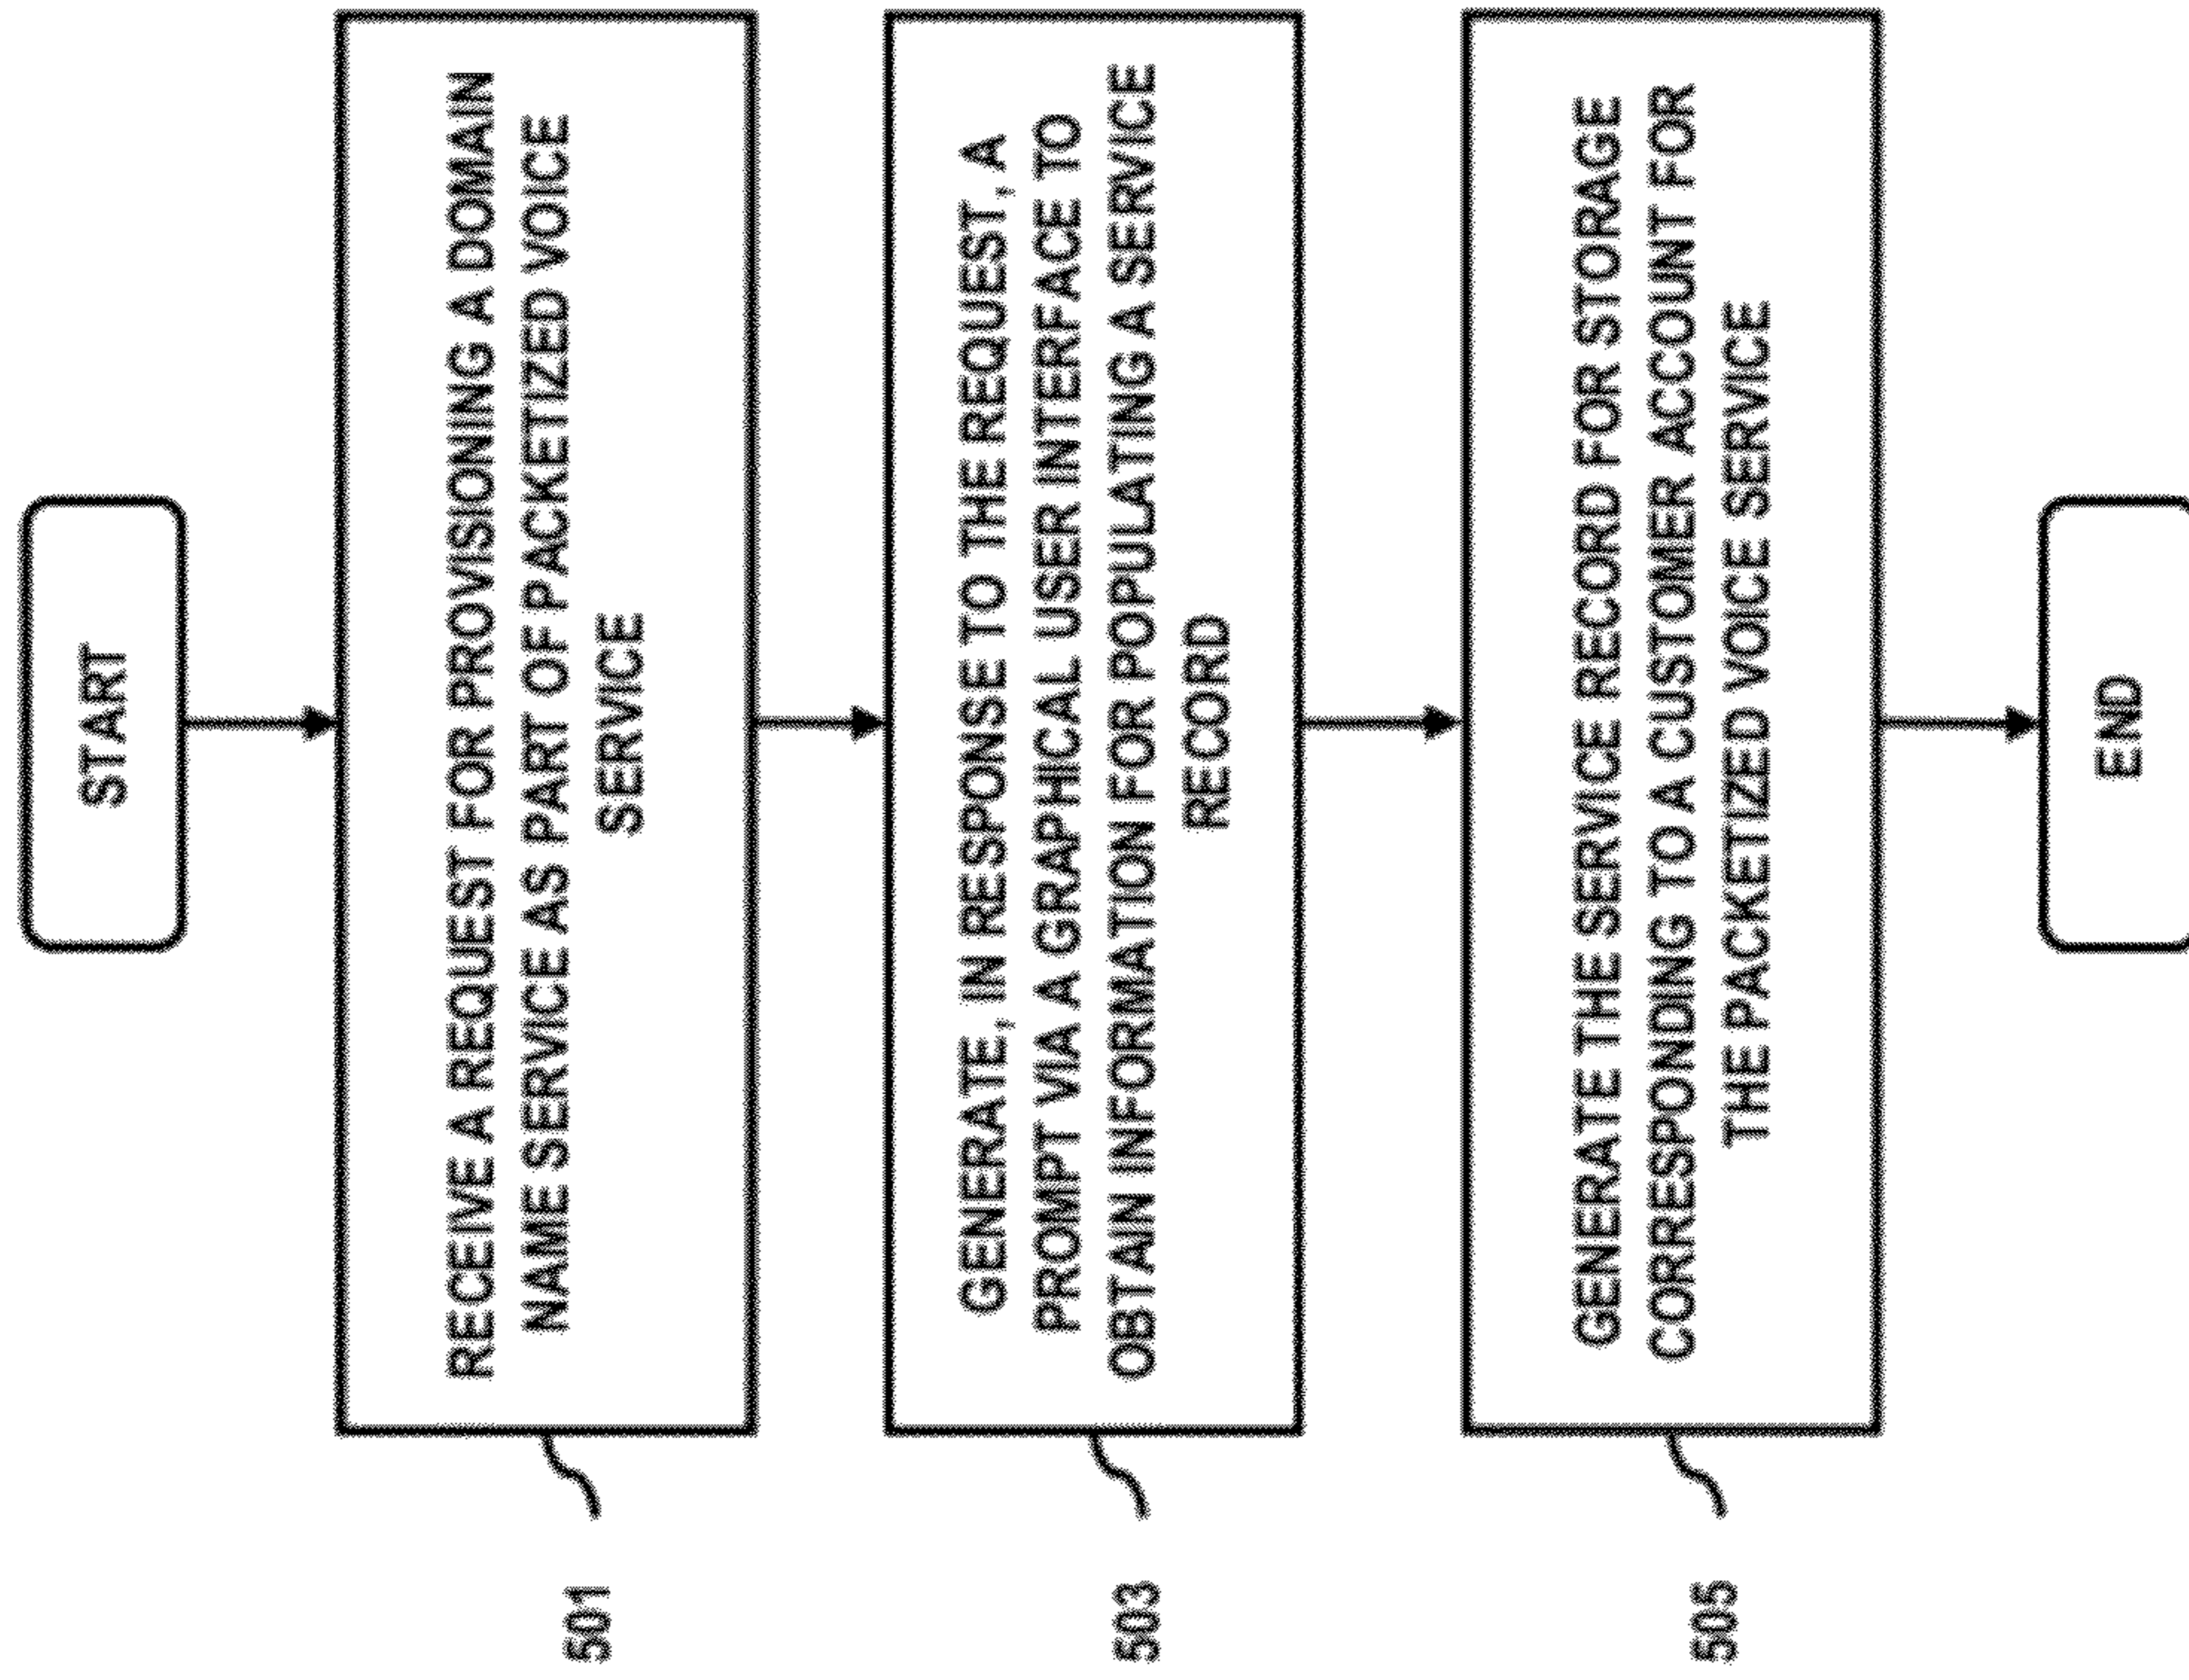 START
RECEIVE A REQUEST FOR PROVISIONING A DOMAIN
NAME SERVICE AS PART OF PACKETIZED VOICE
SERVICE
501
GENERATE, IN RESPONSE TO THE REQUEST, A
PROMPT VIA A GRAPHICAL USER INTERFACE TO
OBTAIN INFORMATION FOR POPULATING A SERVICE
RECORD
503
GENERATE THE SERVICE RECORD FOR STORAGE
CORRESPONDING TO A CUSTOMER ACCOUNT FOR
THE PACKETIZED VOICE SERVICE
505
END